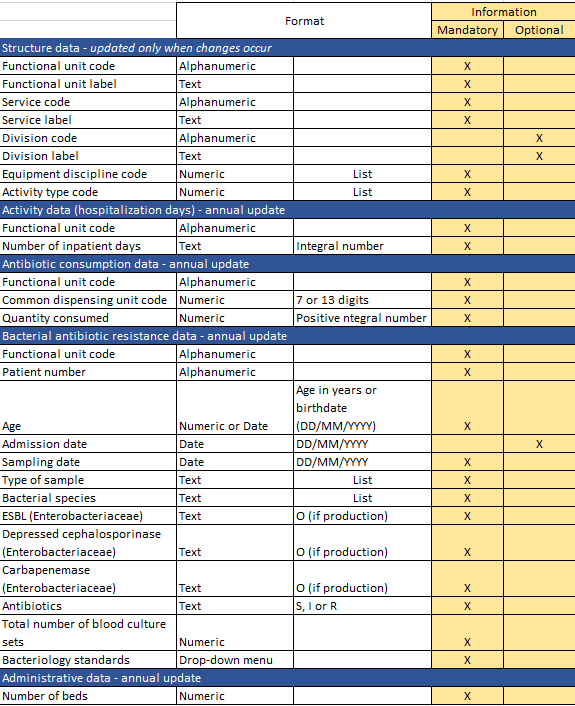 Format Information
Mandatory Optional
Structure data - updated only when changes occur
Functional unit code Alphanumeric X
Functional unit label Text X
Service code Alphanumeric X
Service label Text X
Division code Alphanumeric X
Division label Text X
Equipment discipline code Numeric List X
Activity type code Numeric List X
Activity data (hospitalization days) - annual update
Functional unit code Alphanumeric X
Number of inpatient days Text Integral number X
Antibiotic consumption data - annual update
Functional unit code Alphanumeric X
Common dispensing unit code Numeric 7 or 13 digits X
Quantity consumed Numeric Positive ntegral number X
Bacterial antibiotic resistance data - annual update
Functional unit code Alphanumeric X
Patient number Alphanumeric X
Age in years or
birthdate
Age Numeric or Date (DD/MM/YYYY) X
Admission date Date DD/MM/YYYY X
Sampling date Date DD/MM/YYYY X
Type of sample Text List X
Bacterial species Text List X
ESBL (Enterobacteriaceae) Text O (if production) X
Depressed cephalosporinase
(Enterobacteriaceae) Text O (if production) X
Carbapenemase
(Enterobacteriaceae) Text O (if production) X
Antibiotics Text S, I or R X
Total number of blood culture
sets Numeric X
Bacteriology standards Drop-down menu X
Administrative data - annual update
Number of beds Numeric X